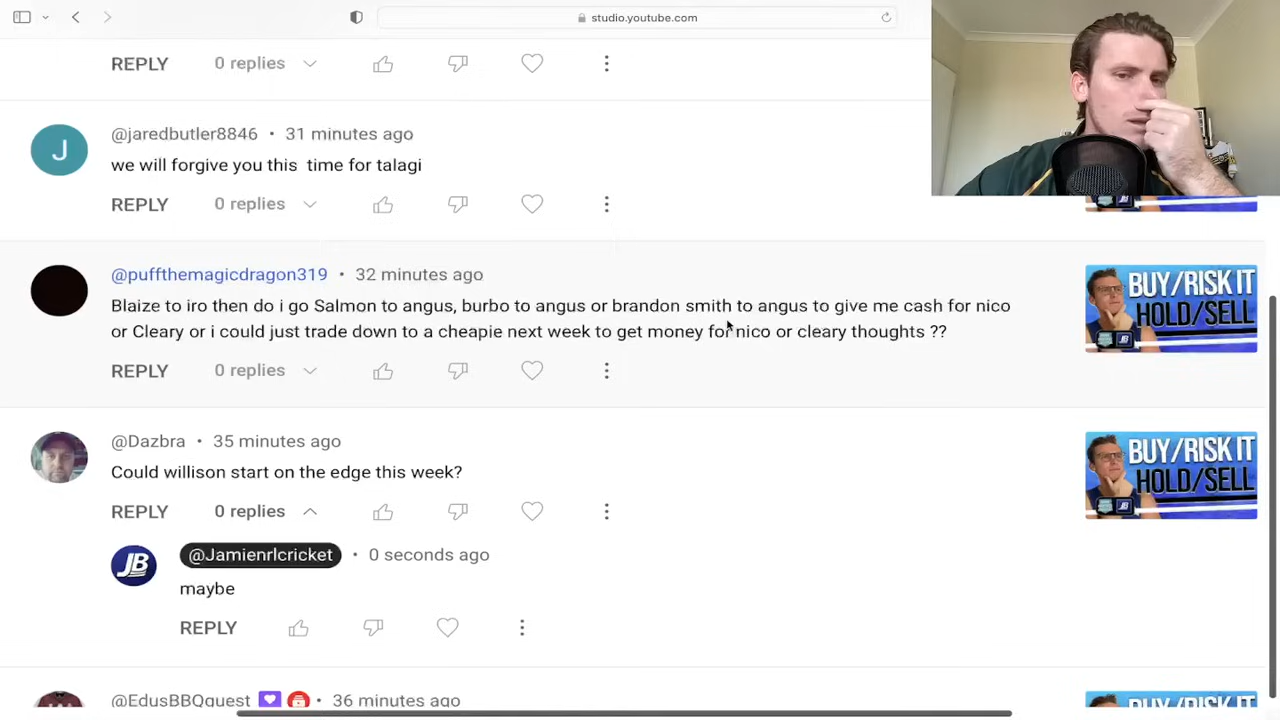 studio.youtube.com
REPLY 0 replies
@jaredbutler8846 • 31 minutes ago
J
we will forgive you this time for talagi
REPLY 0 replies
@puffthemagicdragon319 • 32 minutes ago
Blaize to iro then do i go Salmon to angus, burbo to angus or brandon smith to angus to give me cash for nico
or Cleary or i could just trade down to a cheapie next week to get money for nico or cleary thoughts ??
REPLY 0 replies
BUY/RISK IT
HOLD/SELL
JB
@Dazbra • 35 minutes ago
Could willison start on the edge this week?
REPLY 0 replies
BUY/RISK IT
HOLD/SELL
JB
JB
@Jamienrlcricket • 0 seconds ago
maybe
REPLY
@EdusBBQquest • 36 minutes ago
BUY/RISK IT